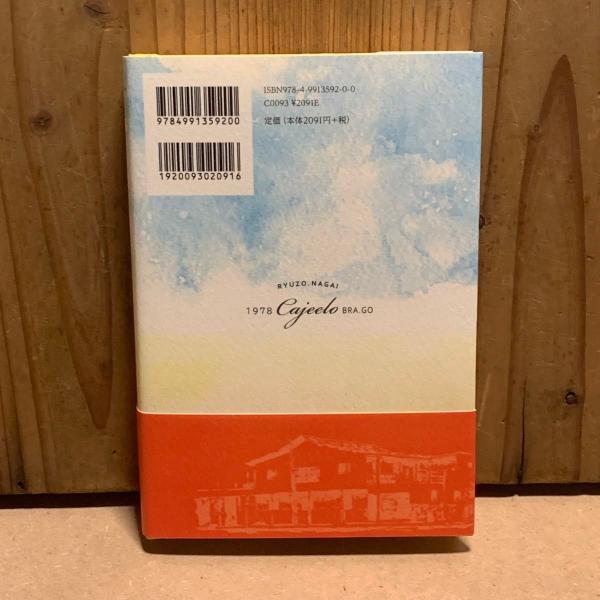 ISBN978-4-9913592-0-0
C0093 ¥2091E
定価（本体2091円+税）
9784991359200
1920093020916
RYUZO.NAGAI
1978 Cajeelo BRA.GO